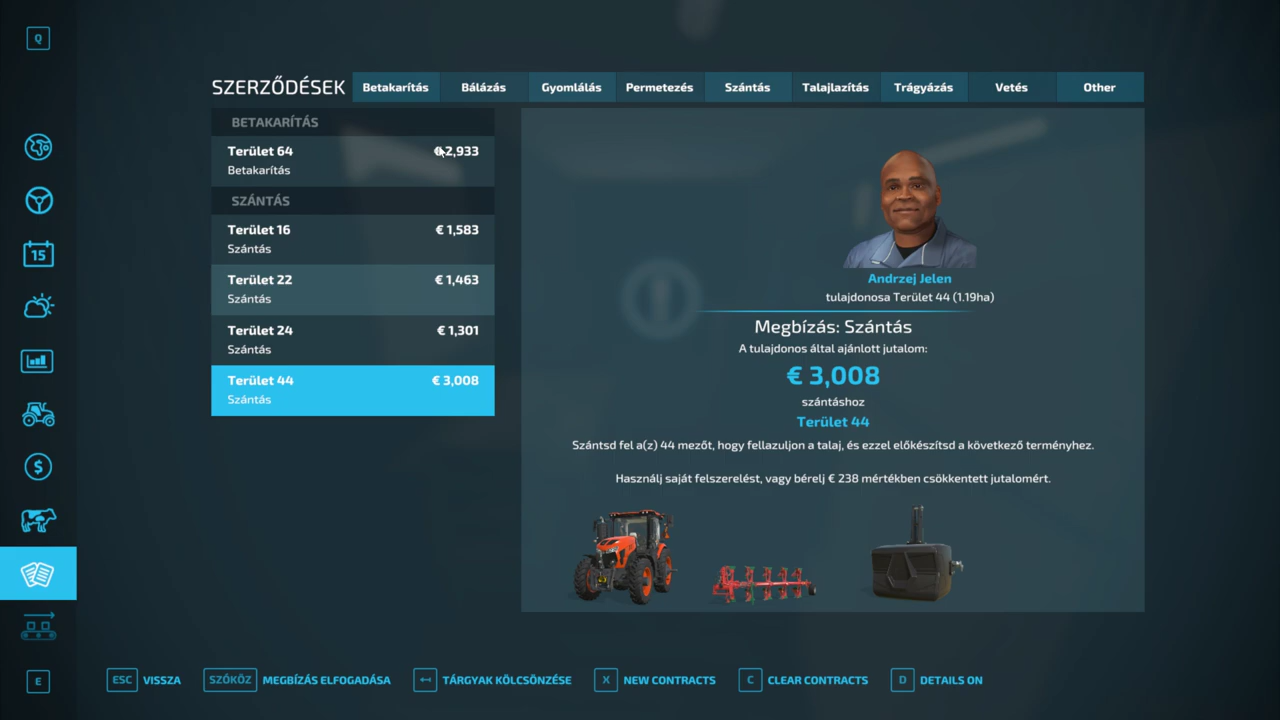 Q
SZERZŐDÉSEK
Betakarítás
Bálázás
Gyomlálás
Permetezés
Szántás
Talajlazítás
Trágyázás
Vetés
Other
BETAKARÍTÁS
Terület 64 € 2,933
Betakarítás
SZÁNTÁS
Terület 16 € 1,583
Szántás
Terület 22 € 1,463
Szántás
Terület 24 € 1,301
Szántás
Terület 44 € 3,008
Szántás
15
Andrzej Jelen
tulajdonosa Terület 44 (1.19ha)
Megbízás: Szántás
A tulajdonos által ajánlott jutalom:
€ 3,008
szántáshoz
Terület 44
Szántsd fel a(z) 44 mezőt, hogy fellazuljon a talaj, és ezzel előkészítsd a következő terményhez.
Használj saját felszerelést, vagy bérelj € 238 mértékben csökkentett jutalomért.
E
ESC VISSZA
SZÓKÖZ MEGBÍZÁS ELFOGADÁSA
TÁRGYAK KÖLCSÖNZÉSE
X NEW CONTRACTS
C CLEAR CONTRACTS
D DETAILS ON